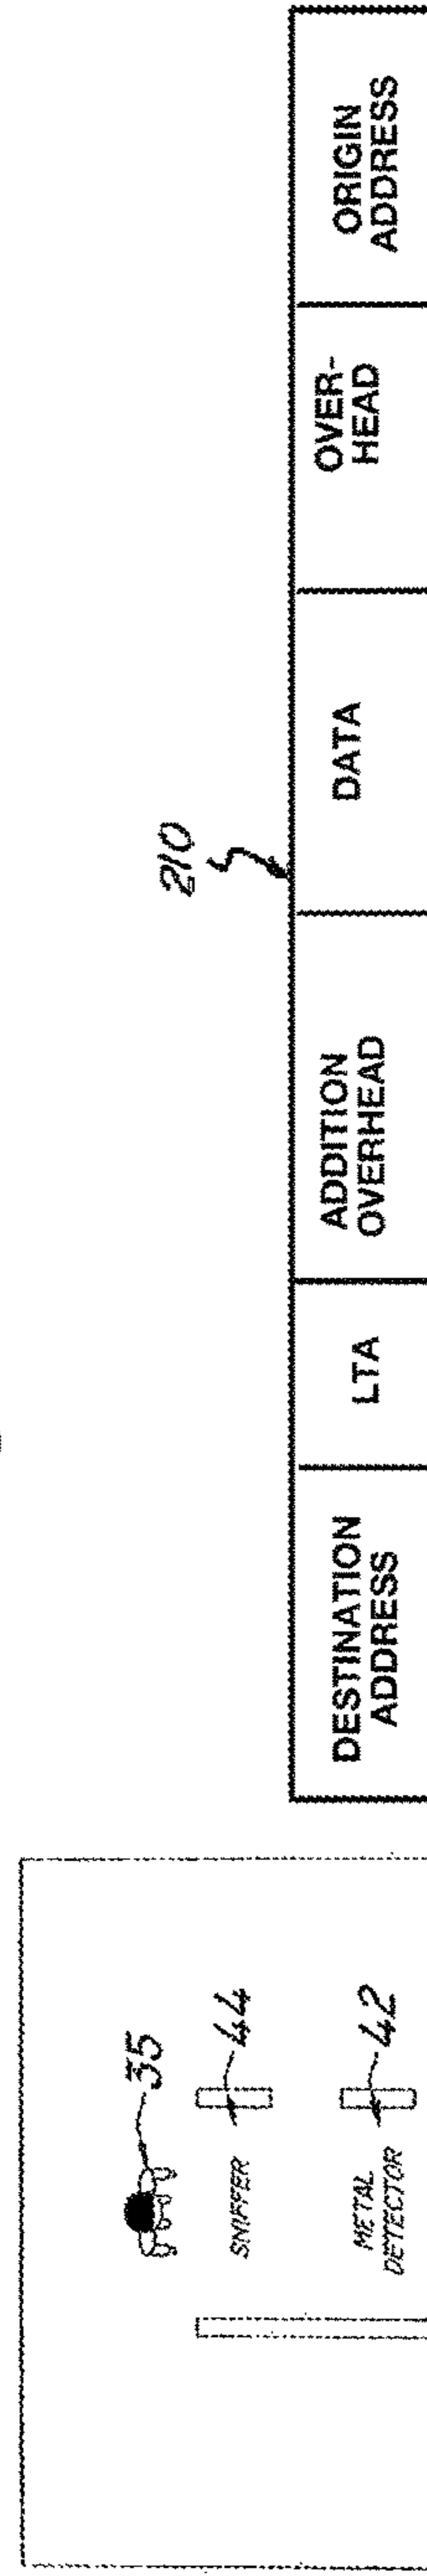 210
DESTINATION
ADDRESS
LTA
ADDITION
OVERHEAD
DATA
OVER-
HEAD
ORIGIN
ADDRESS
35
SNIFFER
44
METAL
DETECTOR
42